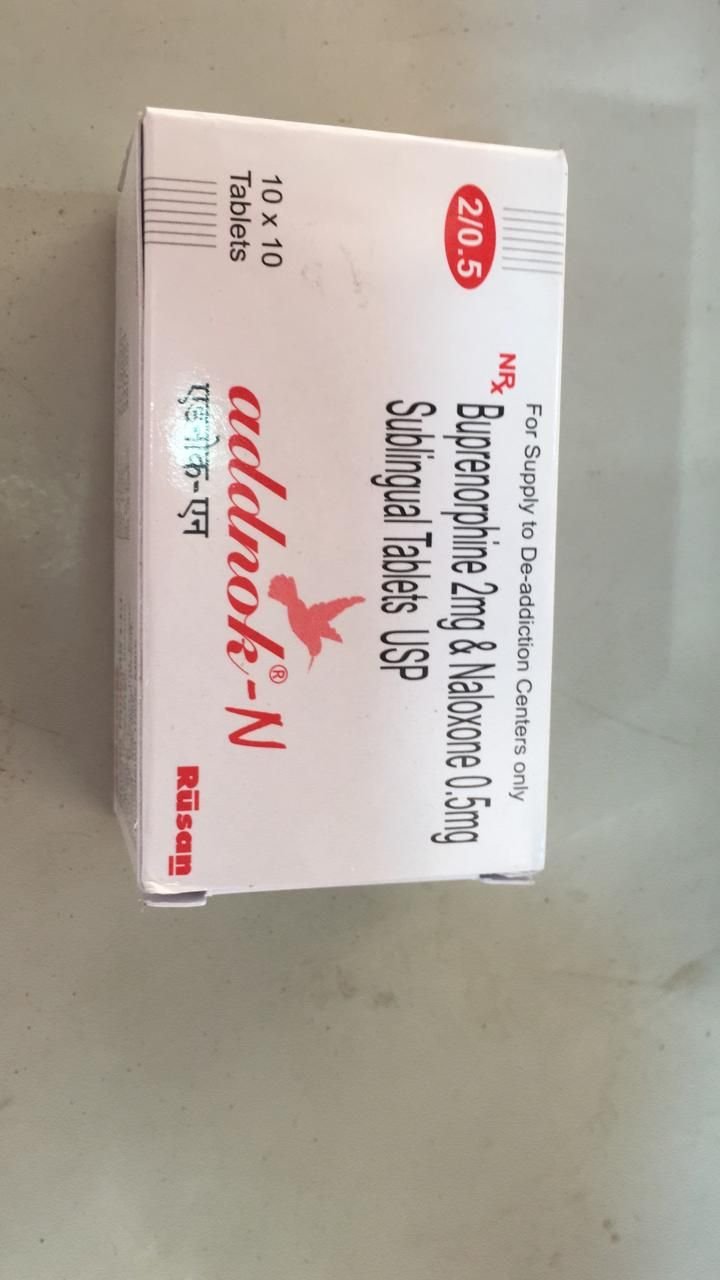 For Supply to De-addiction Centers only
2/0.5
NRx Buprenorphine 2mg & Naloxone 0.5mg
Sublingual Tablets USP
addnok®-N
10 x 10
Tablets
एडनोक-एन
Rūsan